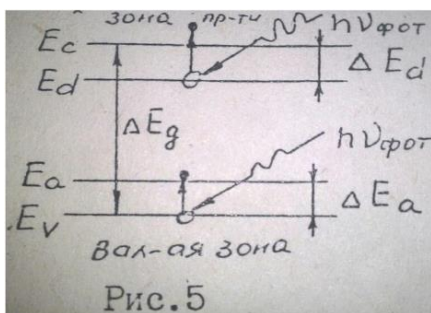 зона пр-ти hνфот
Ec
ΔEd
Ed
ΔEg
hνфот
Ea
ΔEa
Ev
Вал-ая зона
Рис.5